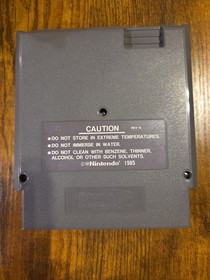 CAUTION REV-A
●DO NOT STORE IN EXTREME TEMPERATURES.
●DO NOT IMMERSE IN WATER.
●DO NOT CLEAN WITH BENZENE, THINNER,
ALCOHOL OR OTHER SUCH SOLVENTS.
©®Nintendo® 1985